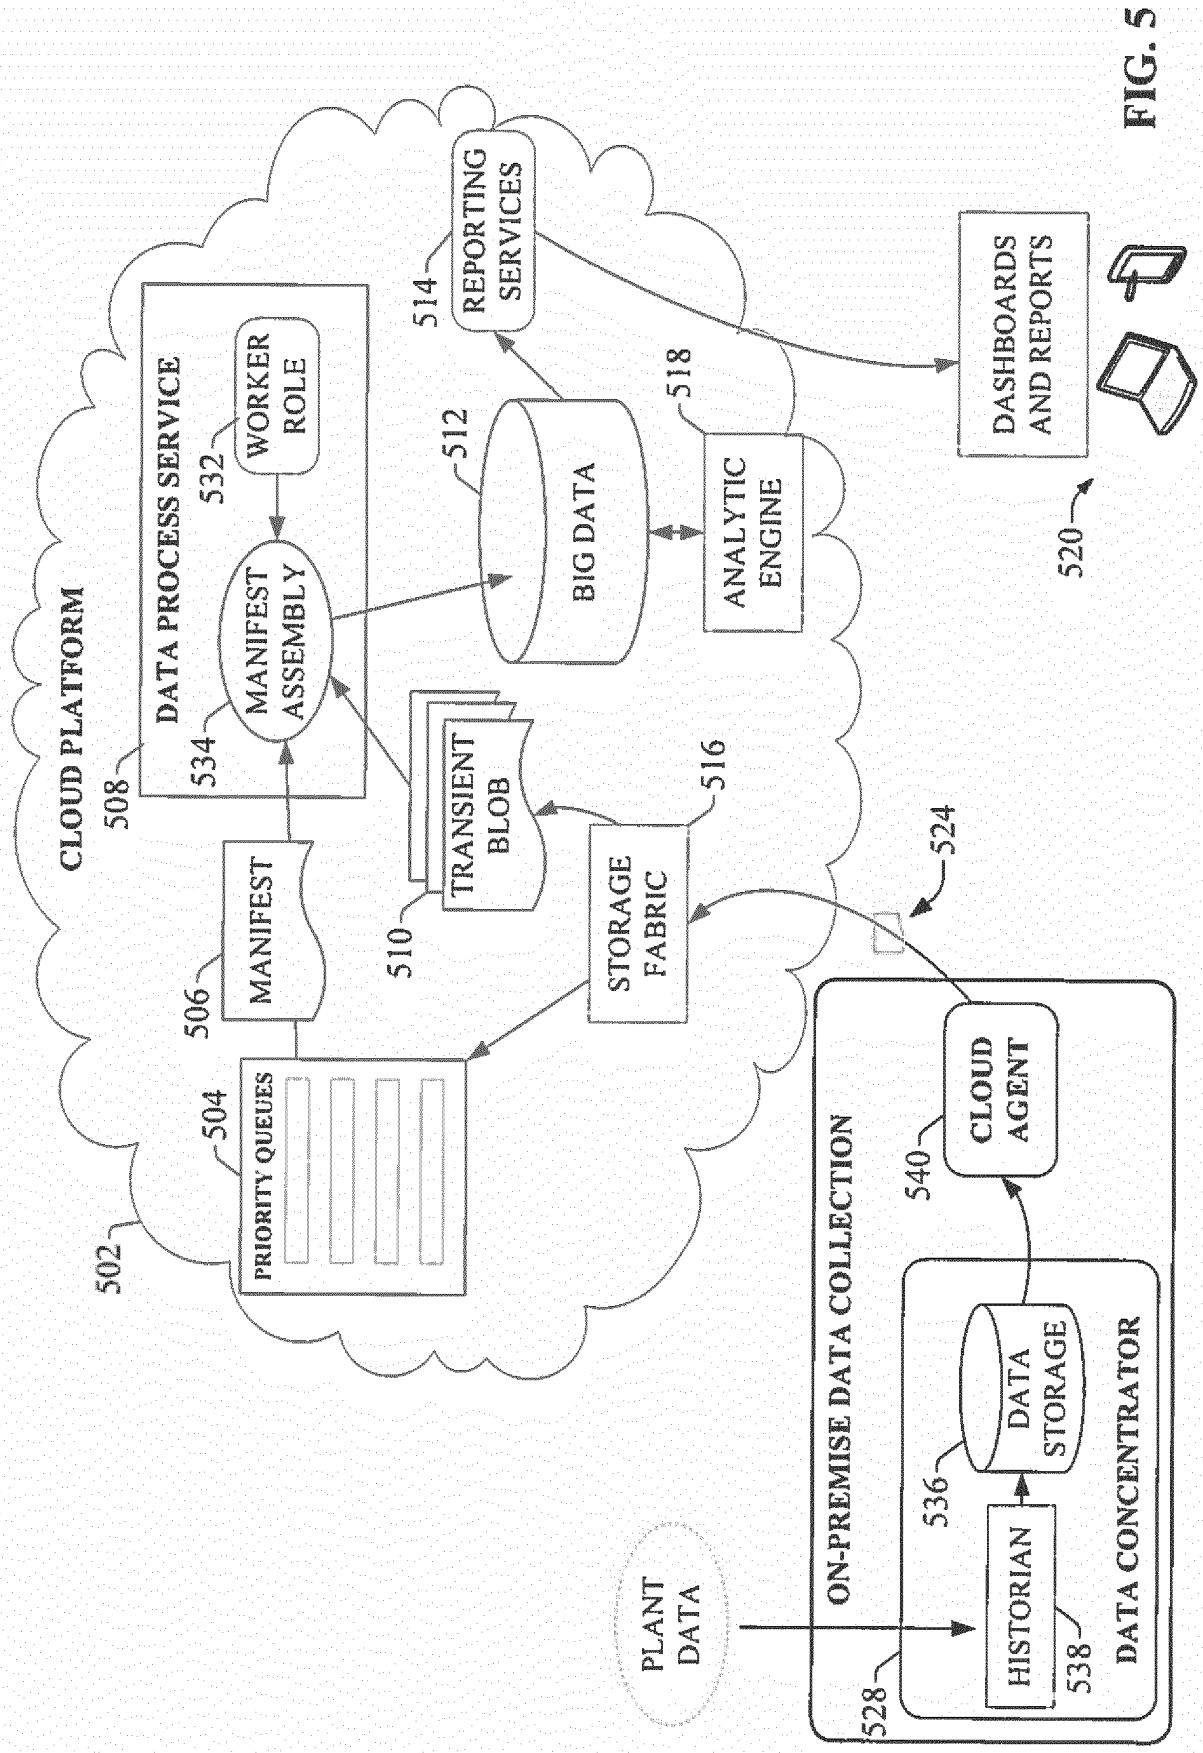 CLOUD PLATFORM
502
504
PRIORITY QUEUES
506
MANIFEST
508
DATA PROCESS SERVICE
534
MANIFEST
ASSEMBLY
532
WORKER
ROLE
510
TRANSIENT
BLOB
512
BIG DATA
514
REPORTING
SERVICES
STORAGE
FABRIC
516
ANALYTIC
ENGINE
518
524
PLANT
DATA
ON-PREMISE DATA COLLECTION
528
HISTORIAN
538
536
DATA
STORAGE
DATA CONCENTRATOR
540
CLOUD
AGENT
520
DASHBOARDS
AND REPORTS
FIG. 5